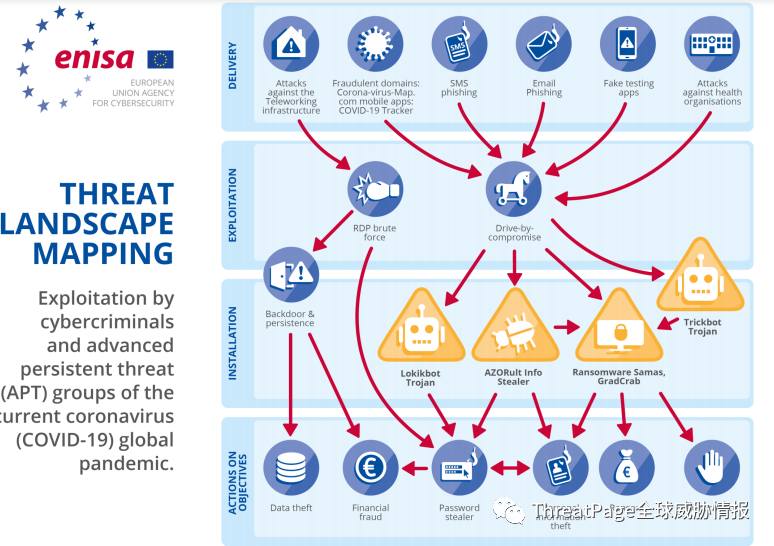 enisa
EUROPEAN
UNION AGENCY
FOR CYBERSECURITY
THREAT
LANDSCAPE
MAPPING
Exploitation by
cybercriminals
and advanced
persistent threat
(APT) groups of the
current coronavirus
(COVID-19) global
pandemic.
DELIVERY
Attacks
against the
Teleworking
infrastructure
Fraudulent domains:
Corona-virus-Map.
com mobile apps:
COVID-19 Tracker
SMS
SMS
phishing
Email
Phishing
Fake testing
apps
Attacks
against health
organisations
EXPLOITATION
RDP brute
force
Drive-by-
compromise
INSTALLATION
Backdoor &
persistence
Lokikbot
Trojan
AZORult Info
Stealer
Ransomware Samas,
GradCrab
Trickbot
Trojan
ACTIONS ON
OBJECTIVES
€
€
Data theft
Financial
fraud
Password
stealer
information
theft
ThreatPage全球威胁情报